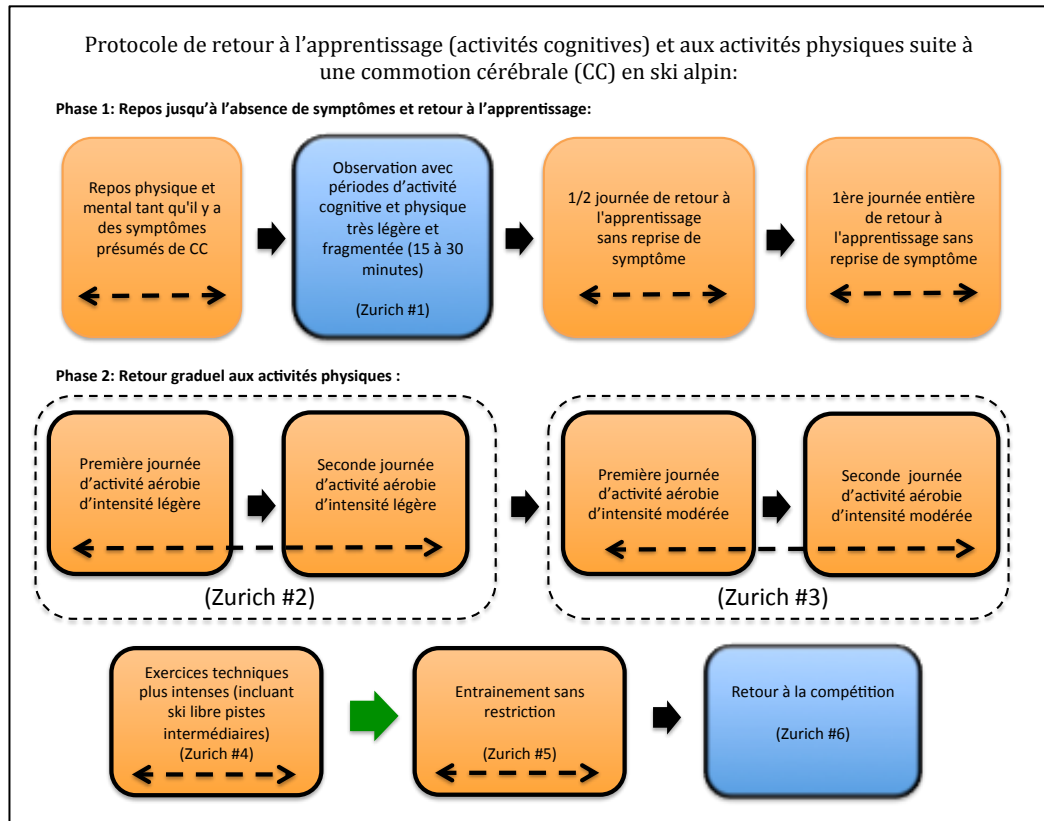 Protocole de retour à l'apprentissage (activités cognitives) et aux activités physiques suite à
une commotion cérébrale (CC) en ski alpin:
Phase 1: Repos jusqu'à l'absence de symptômes et retour à l'apprentissage:
Repos physique et
mental tant qu'il y a
des symptômes
présumés de CC
Observation avec
périodes d'activité
cognitive et physique
très légère et
fragmentée (15 à 30
minutes)
(Zurich #1)
1/2 journée de retour à
l'apprentissage
sans reprise de
symptôme
1ère journée entière
de retour à
l'apprentissage sans
reprise de symptôme
Phase 2: Retour graduel aux activités physiques :
Première journée
d'activité aérobie
d'intensité légère
Seconde journée
d'activité aérobie
d'intensité légère
(Zurich #2)
Première journée
d'activité aérobie
d'intensité modérée
Seconde journée
d'activité aérobie
d'intensité modérée
(Zurich #3)
Exercices techniques
plus intenses (incluant
ski libre pistes
intermédiaires)
(Zurich #4)
Entrainement sans
restriction
(Zurich #5)
Retour à la compétition
(Zurich #6)